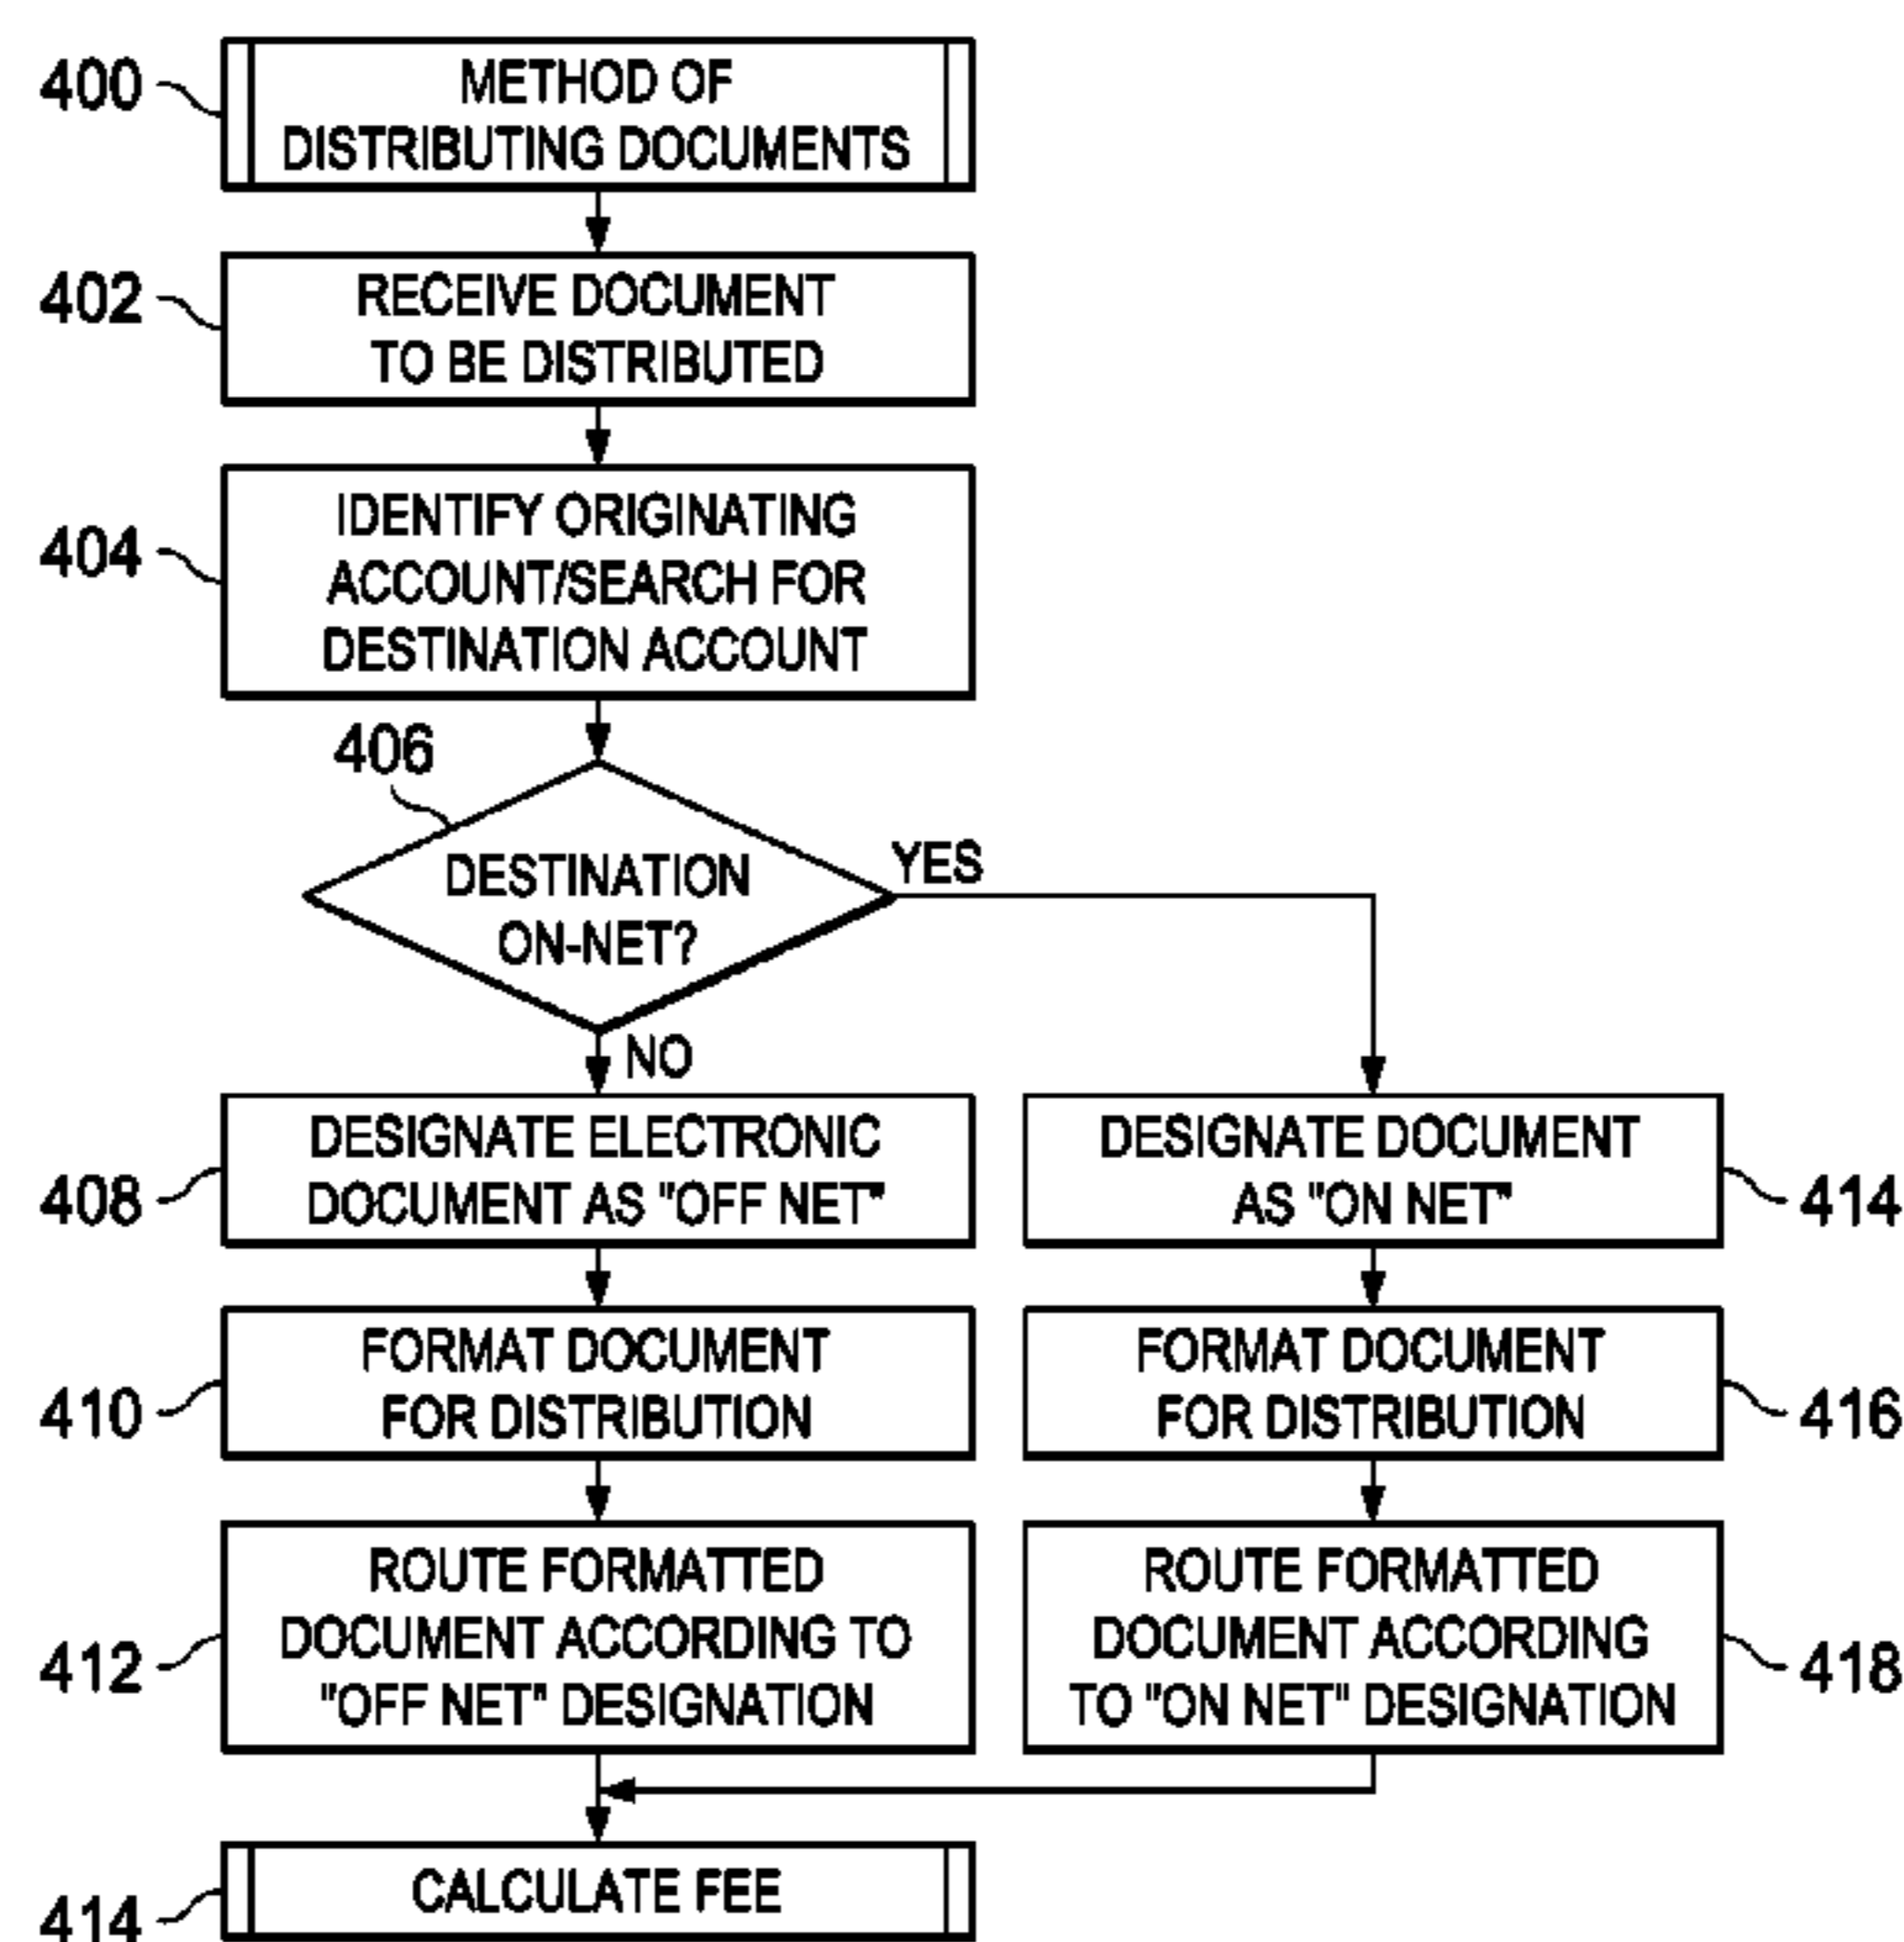 400
METHOD OF
DISTRIBUTING DOCUMENTS
402
RECEIVE DOCUMENT
TO BE DISTRIBUTED
404
IDENTIFY ORIGINATING
ACCOUNT/SEARCH FOR
DESTINATION ACCOUNT
406
DESTINATION
ON-NET?
YES
NO
408
DESIGNATE ELECTRONIC
DOCUMENT AS "OFF NET"
DESIGNATE DOCUMENT
AS "ON NET"
414
410
FORMAT DOCUMENT
FOR DISTRIBUTION
FORMAT DOCUMENT
FOR DISTRIBUTION
416
412
ROUTE FORMATTED
DOCUMENT ACCORDING TO
"OFF NET" DESIGNATION
ROUTE FORMATTED
DOCUMENT ACCORDING
TO "ON NET" DESIGNATION
418
414
CALCULATE FEE